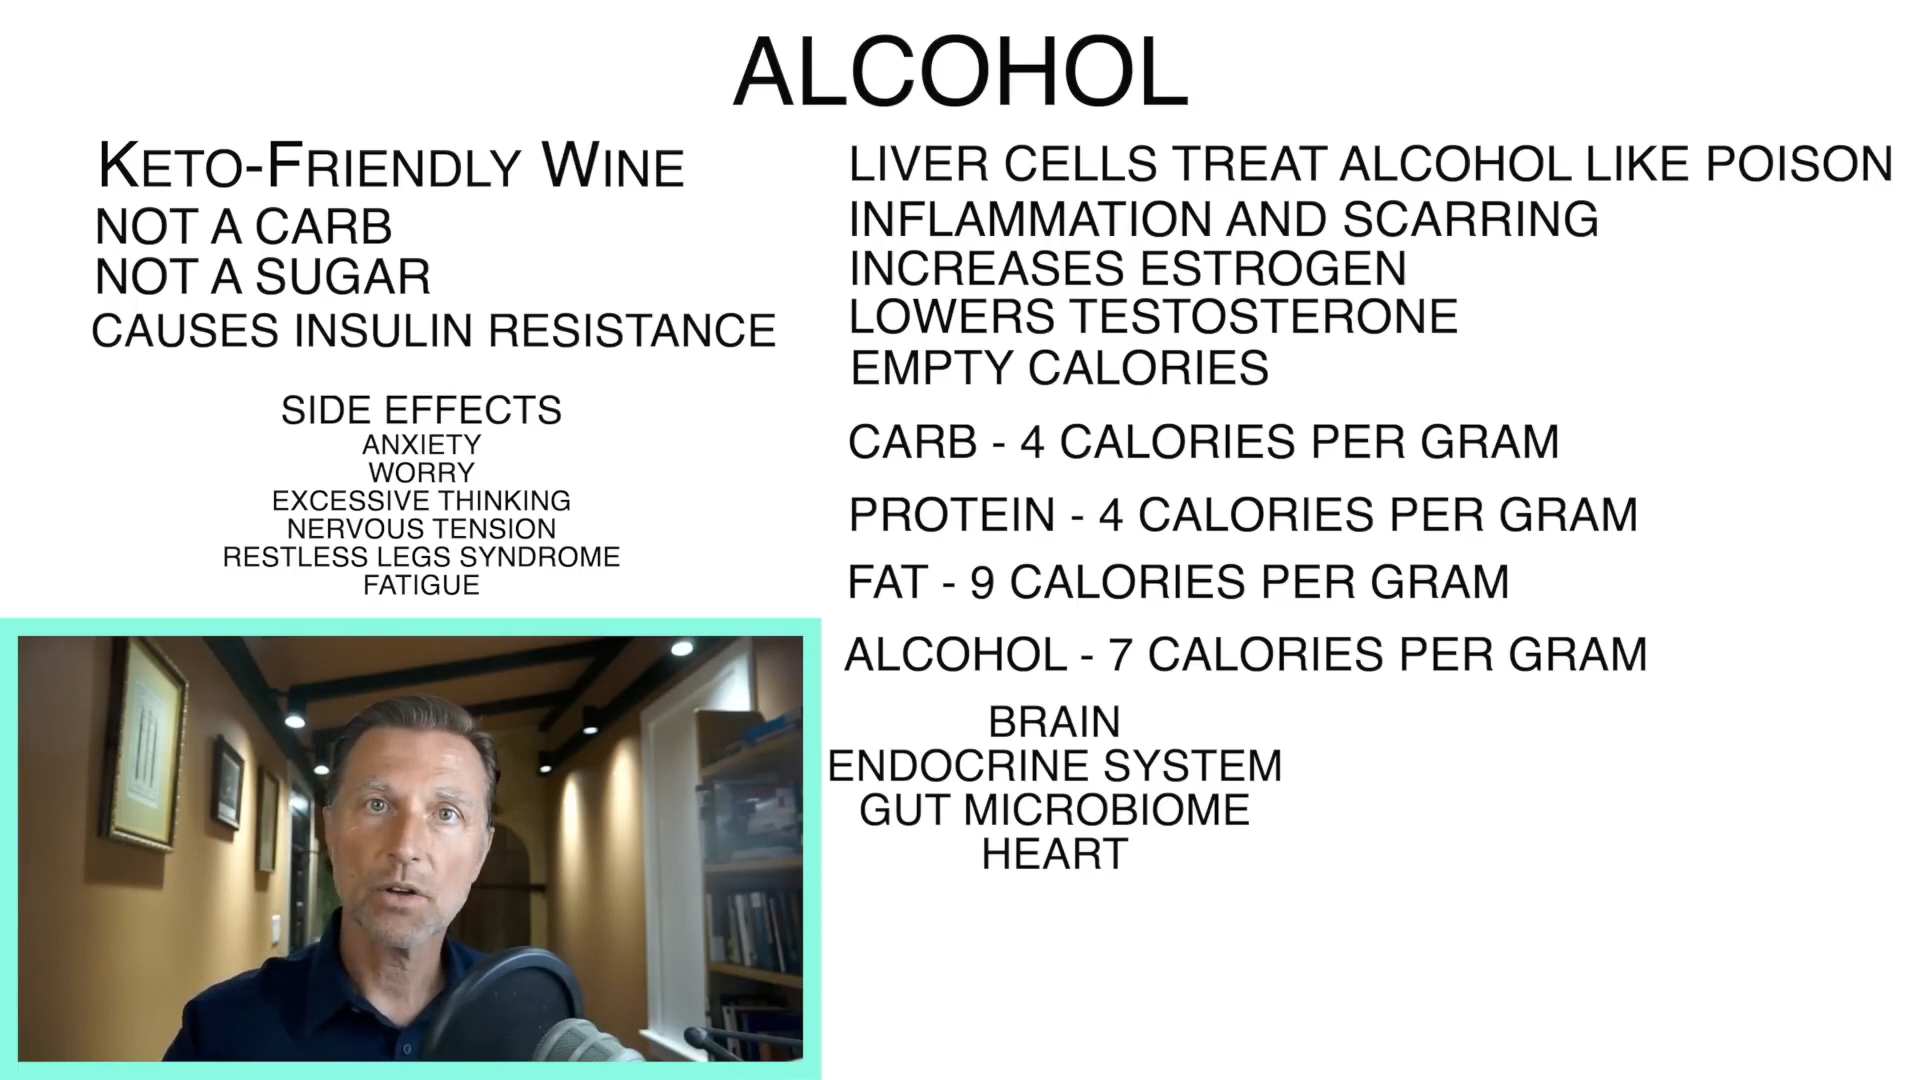 ALCOHOL
KETO-FRIENDLY WINE
NOT A CARB
NOT A SUGAR
CAUSES INSULIN RESISTANCE
SIDE EFFECTS
ANXIETY
WORRY
EXCESSIVE THINKING
NERVOUS TENSION
RESTLESS LEGS SYNDROME
FATIGUE
LIVER CELLS TREAT ALCOHOL LIKE POISON
INFLAMMATION AND SCARRING
INCREASES ESTROGEN
LOWERS TESTOSTERONE
EMPTY CALORIES
CARB - 4 CALORIES PER GRAM
PROTEIN - 4 CALORIES PER GRAM
FAT - 9 CALORIES PER GRAM
ALCOHOL - 7 CALORIES PER GRAM
BRAIN
ENDOCRINE SYSTEM
GUT MICROBIOME
HEART